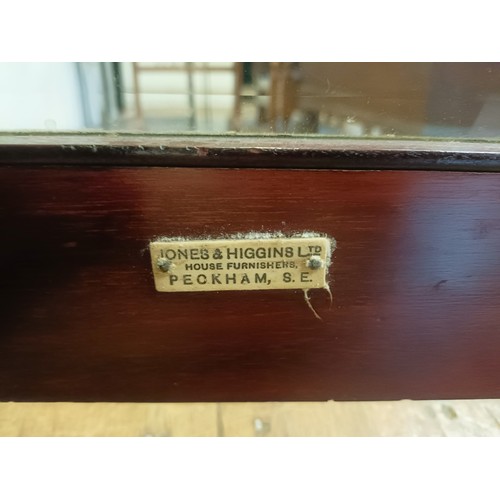 JONES & HIGGINS LTD
HOUSE FURNISHERS,
PECKHAM, S.E.